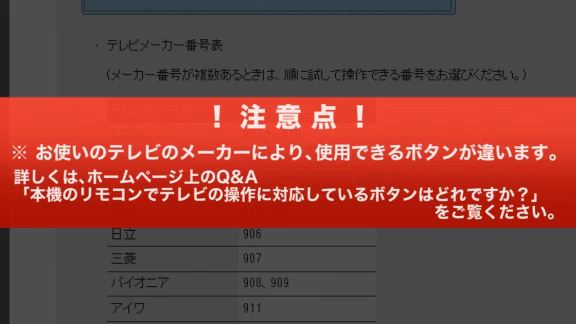 ・ テレビメーカー番号表
（メーカー番号が複数あるときは、順に試して操作できる番号をお選びください。）
！ 注 意 点 ！
※ お使いのテレビのメーカーにより、使用できるボタンが違います。
詳しくは、ホームページ上のQ&A
「本機のリモコンでテレビの操作に対応しているボタンはどれですか？」
をご覧ください。
日立 906
三菱 907
パイオニア 908、909
アイワ 911